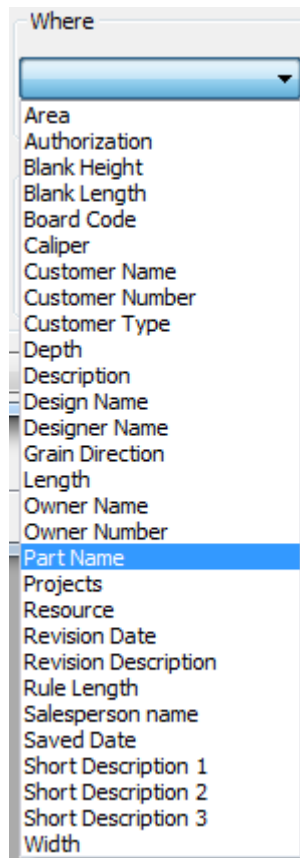 Where
Area
Authorization
Blank Height
Blank Length
Board Code
Caliper
Customer Name
Customer Number
Customer Type
Depth
Description
Design Name
Designer Name
Grain Direction
Length
Owner Name
Owner Number
Part Name
Projects
Resource
Revision Date
Revision Description
Rule Length
Salesperson name
Saved Date
Short Description 1
Short Description 2
Short Description 3
Width